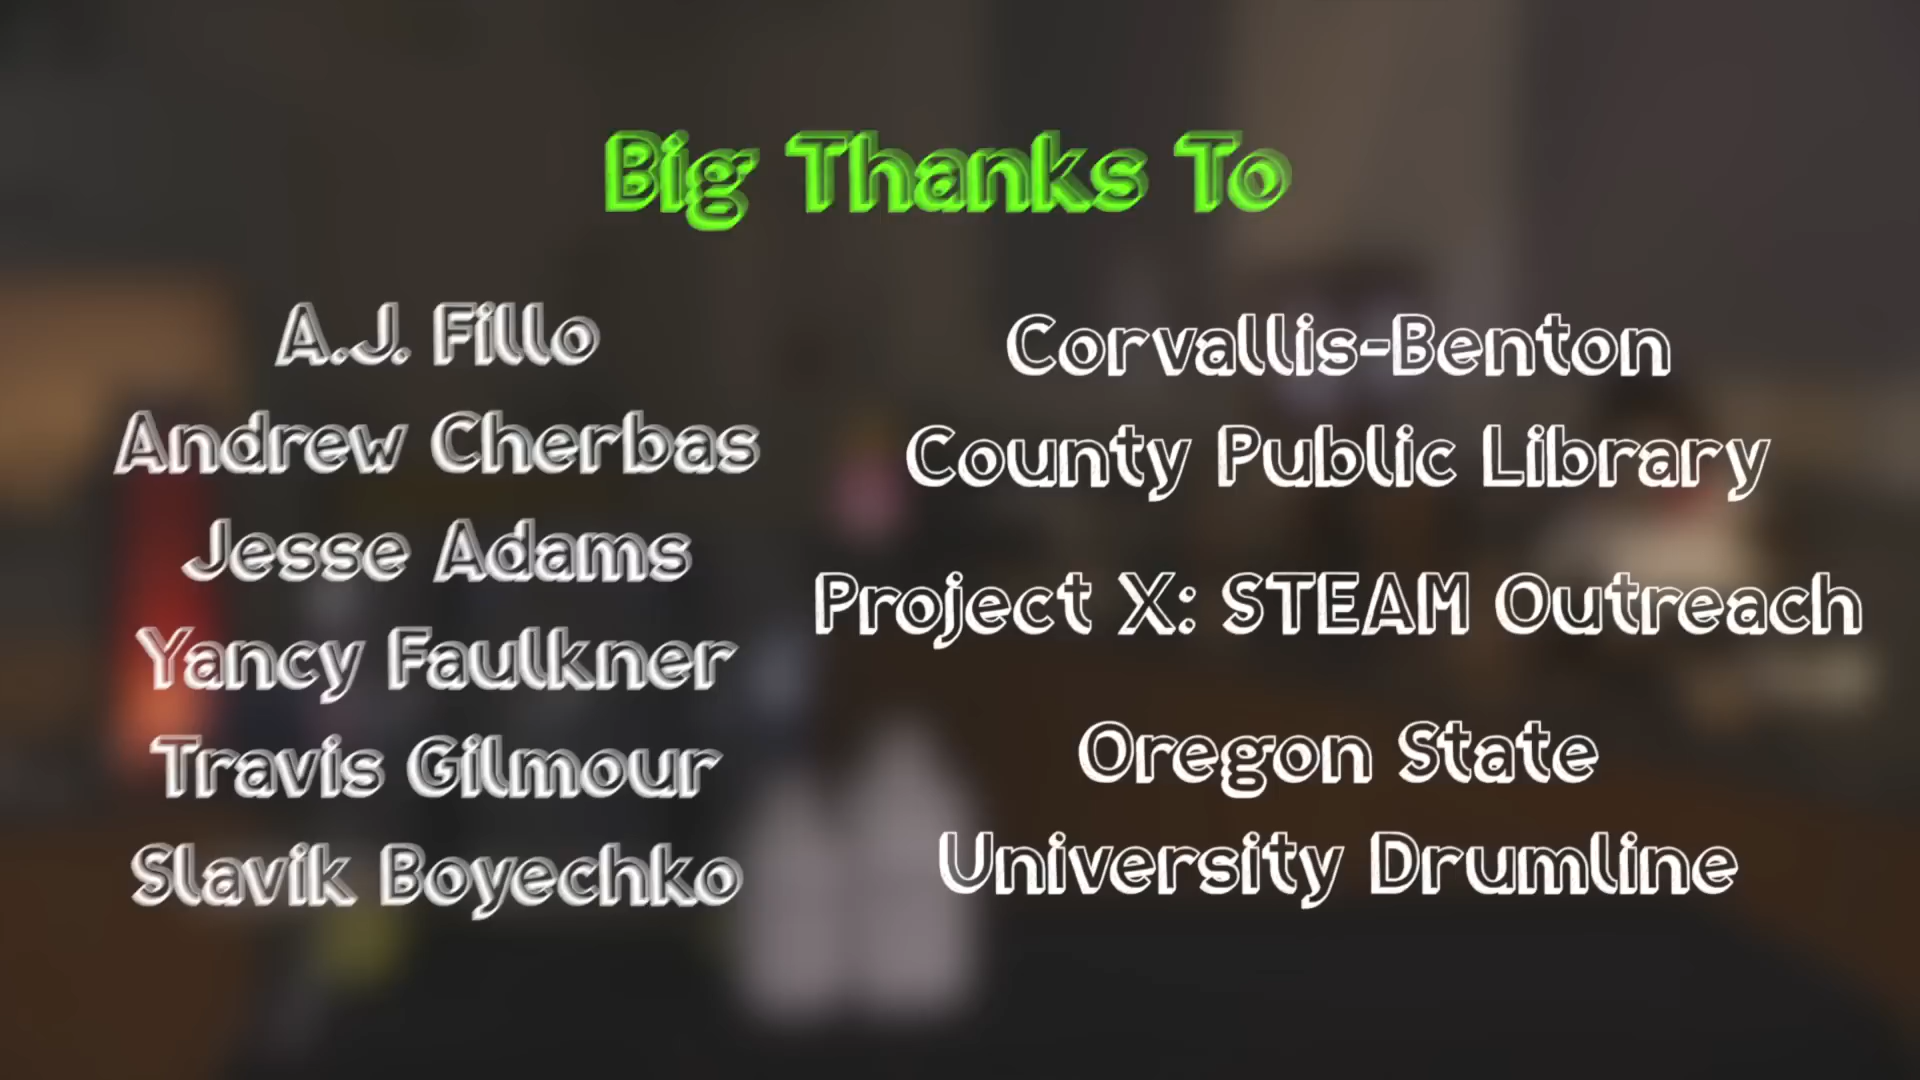 Big Thanks To
A.J. Fillo
Andrew Cherbas
Jesse Adams
Yancy Faulkner
Travis Gilmour
Slavik Boyechko
Corvallis-Benton
County Public Library
Project X: STEAM Outreach
Oregon State
University Drumline